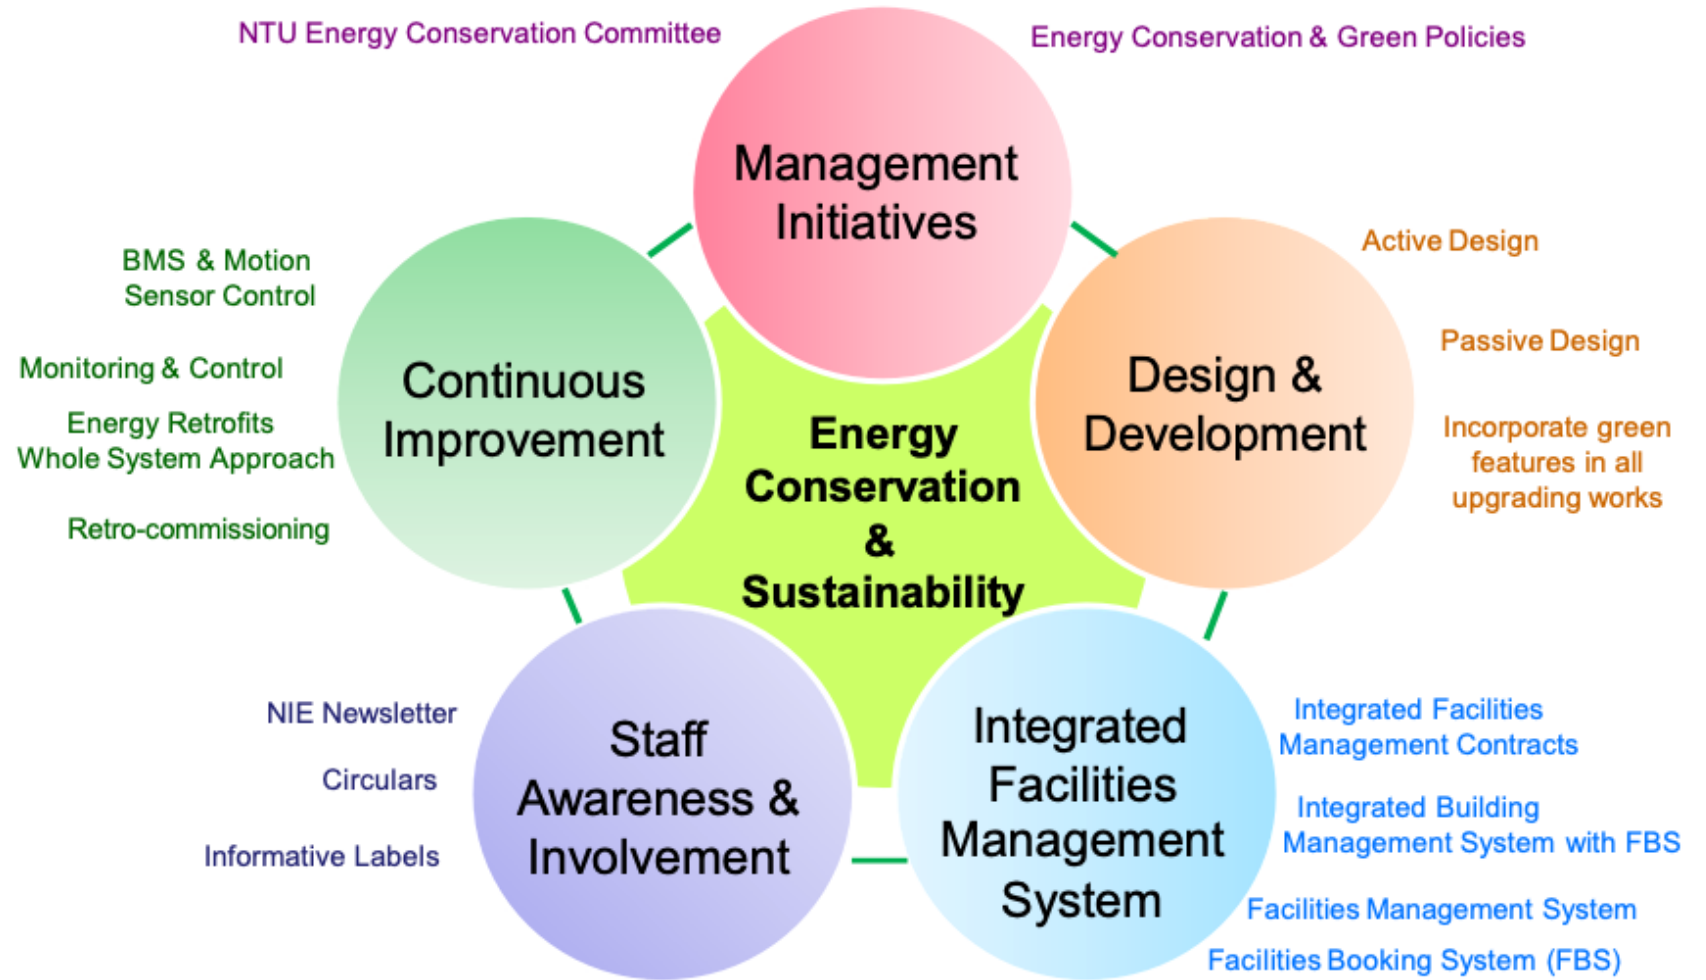 NTU Energy Conservation Committee
Energy Conservation & Green Policies
Management
Initiatives
Active Design
Passive Design
Incorporate green
features in all
upgrading works
Design &
Development
BMS & Motion
Sensor Control
Monitoring & Control
Energy Retrofits
Whole System Approach
Retro-commissioning
Continuous
Improvement
Energy
Conservation
&
Sustainability
NIE Newsletter
Circulars
Informative Labels
Staff
Awareness &
Involvement
Integrated
Facilities
Management
System
Integrated Facilities
Management Contracts
Integrated Building
Management System with FBS
Facilities Management System
Facilities Booking System (FBS)